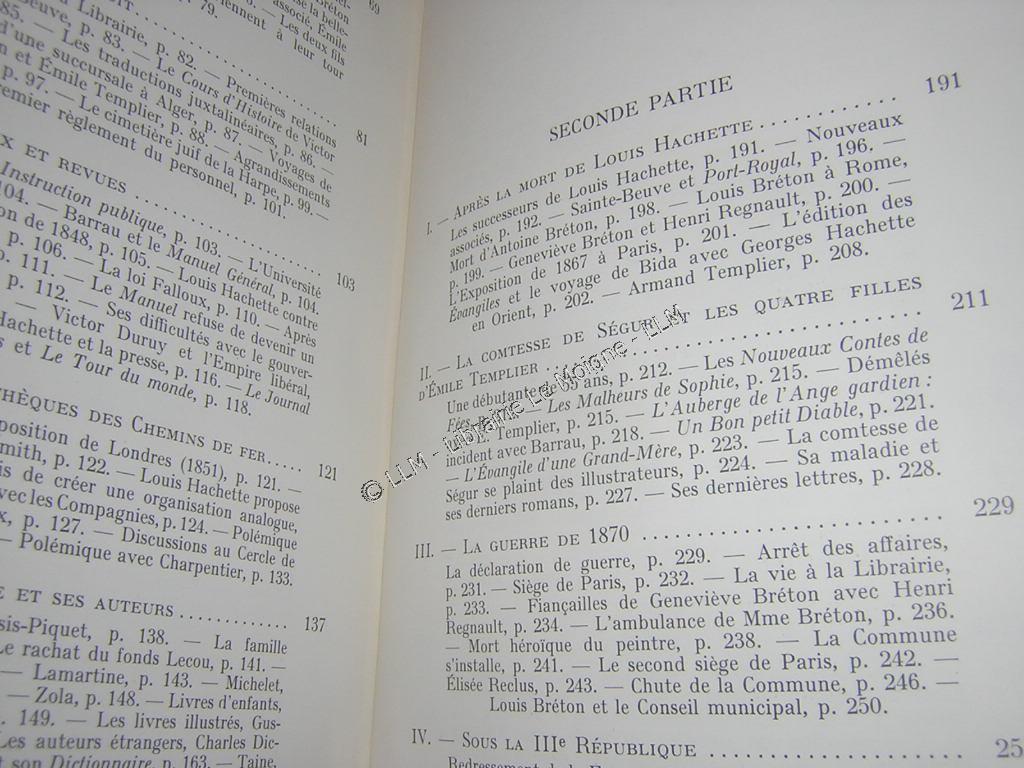 69
p. 79.
Librairie, p. 82. — Premières relations
81
p. 83. — Le Cours d'Histoire de Victor
85. — Les traductions juxtalinéaires, p. 86. —
d'une succursale à Alger, p. 87. — Voyages de
et Émile Templier, p. 88. — Agrandissements
p. 97. — Le cimetière juif de la Harpe, p. 99. —
premier règlement du personnel, p. 101.
X ET REVUES
103
Instruction publique, p. 103. — L'Université
104. — Barrau et le Manuel Général, p. 104.
de 1848, p. 105. — Louis Hachette contre
p. 106. — La loi Falloux, p. 110. — Après
p. 111. — Le Manuel refuse de devenir un
p. 112. — Ses difficultés avec le gouver-
— Victor Duruy et l'Empire libéral,
Hachette et la presse, p. 116. — Le Journal
et Le Tour du monde, p. 118.
THÈQUES DES CHEMINS DE FER.....
121
position de Londres (1851), p. 121. —
Smith, p. 122. — Louis Hachette propose
de créer une organisation analogue,
avec les Compagnies, p. 124. — Polémique
p. 127. — Discussions au Cercle de
— Polémique avec Charpentier, p. 133.
E ET SES AUTEURS
137
sis-Piquet, p. 138. — La famille
Le rachat du fonds Lecou, p. 141. —
— Lamartine, p. 143. — Michelet,
— Zola, p. 148. — Livres d'enfants,
p. 149. — Les livres illustrés, Gus-
Les auteurs étrangers, Charles Dic-
et son Dictionnaire, p. 163. — Taine,
SECONDE PARTIE
I. — APRÈS LA MORT DE LOUIS HACHETTE .......... 191
Les successeurs de Louis Hachette, p. 191. — Nouveaux
associés, p. 192. — Sainte-Beuve et Port-Royal, p. 196. —
Mort d'Antoine Bréton, p. 198. — Louis Bréton à Rome,
p. 199. — Geneviève Bréton et Henri Regnault, p. 200. —
L'Exposition de 1867 à Paris, p. 201. — L'édition des
Évangiles et le voyage de Bida avec Georges Hachette
en Orient, p. 202. — Armand Templier, p. 208.
II. — LA COMTESSE DE SÉGUR ET LES QUATRE FILLES
D'ÉMILE TEMPLIER .......... 211
Une débutante de ans, p. 212. — Les Nouveaux Contes de
Fées, — Les Malheurs de Sophie, p. 215. — Démêlés
Templier, p. 215. — L'Auberge de l'Ange gardien :
incident avec Barrau, p. 218. — Un Bon petit Diable, p. 221.
— L'Évangile d'une Grand-Mère, p. 223. — La comtesse de
Ségur se plaint des illustrateurs, p. 224. — Sa maladie et
ses derniers romans, p. 227. — Ses dernières lettres, p. 228.
III. — LA GUERRE DE 1870 .......... 229
La déclaration de guerre, p. 229. — Arrêt des affaires,
p. 231. — Siège de Paris, p. 232. — La vie à la Librairie,
p. 233. — Fiançailles de Geneviève Bréton avec Henri
Regnault, p. 234. — L'ambulance de Mme Bréton, p. 236.
— Mort héroïque du peintre, p. 238. — La Commune
s'installe, p. 241. — Le second siège de Paris, p. 242. —
Élisée Reclus, p. 243. — Chute de la Commune, p. 246. —
Louis Bréton et le Conseil municipal, p. 250.
IV. — SOUS LA IIIe RÉPUBLIQUE .......... 25
© LLM - Librairie Le Moigne - LLM